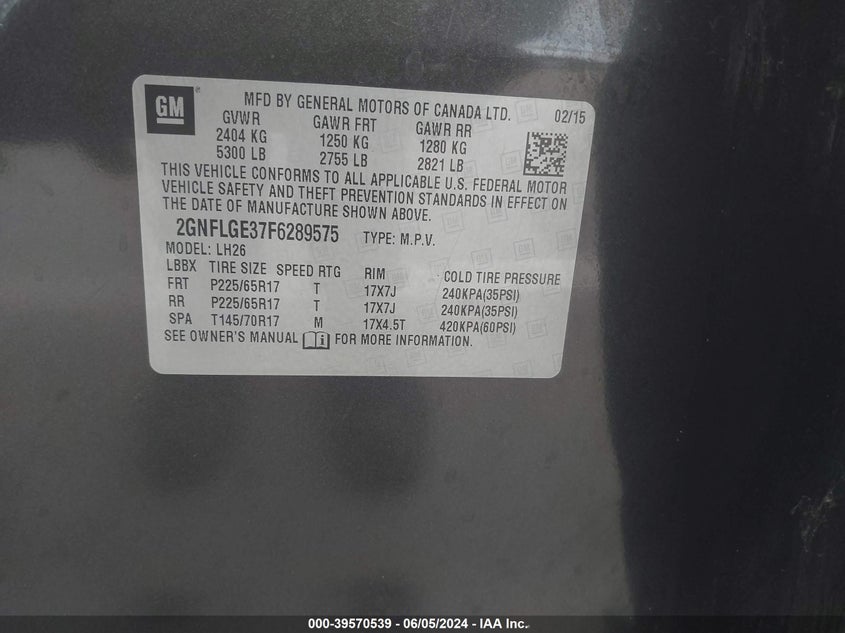 GM
MFD BY GENERAL MOTORS OF CANADA LTD. 02/15
GVWR GAWR FRT GAWR RR
2404 KG 1250 KG 1280 KG
5300 LB 2755 LB 2821 LB
THIS VEHICLE CONFORMS TO ALL APPLICABLE U.S. FEDERAL MOTOR
VEHICLE SAFETY AND THEFT PREVENTION STANDARDS IN EFFECT ON
THE DATE OF MANUFACTURE SHOWN ABOVE.
2GNFLGE37F6289575 TYPE: M.P.V.
MODEL: LH26
LBBX TIRE SIZE SPEED RTG RIM COLD TIRE PRESSURE
FRT P225/65R17 T 17X7J 240KPA(35PSI)
RR P225/65R17 T 17X7J 240KPA(35PSI)
SPA T145/70R17 M 17X4.5T 420KPA(60PSI)
SEE OWNER'S MANUAL FOR MORE INFORMATION.
000-39570539 - 06/05/2024 - IAA Inc.